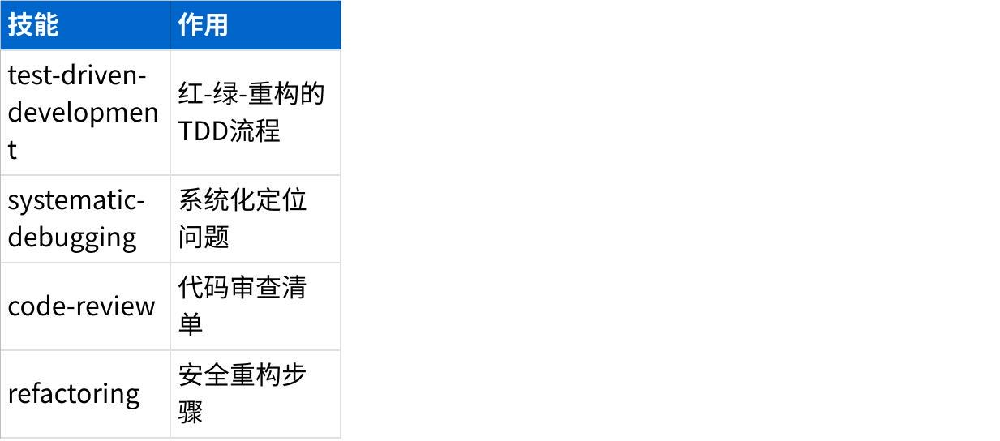 技能 作用
test-driven-
developmen
t
红-绿-重构的
TDD流程
systematic-
debugging
系统化定位
问题
code-review
代码审查清
单
refactoring
安全重构步
骤